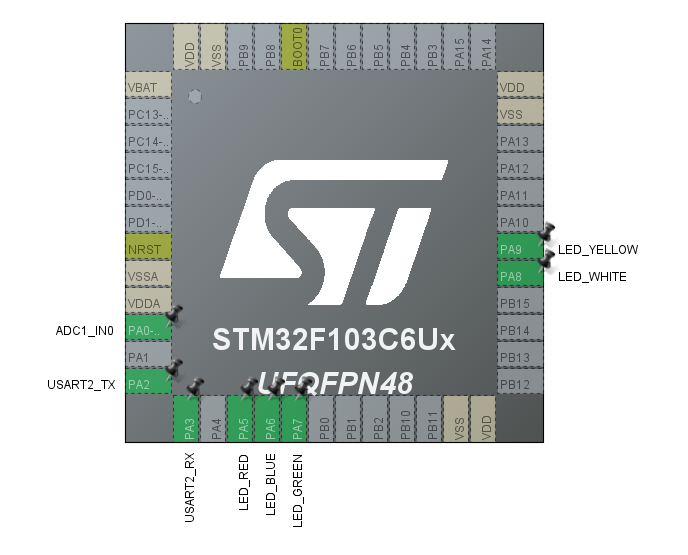 VDD
VSS
PB9
PB8
BOOT0
PB7
PB6
PB5
PB4
PB3
PA15
PA14
VBAT
PC13-..
PC14-..
PC15-..
PD0-..
PD1-..
NRST
VSSA
VDDA
ADC1_IN0 PA0-..
PA1
USART2_TX PA2
VDD
VSS
PA13
PA12
PA11
PA10
PA9 LED_YELLOW
PA8 LED_WHITE
PB15
PB14
PB13
PB12
ST
STM32F103C6Ux
UFQFPN48
PA3
PA4
PA5
PA6
PA7
PB0
PB1
PB2
PB10
PB11
VSS
VDD
USART2_RX
LED_RED
LED_BLUE
LED_GREEN